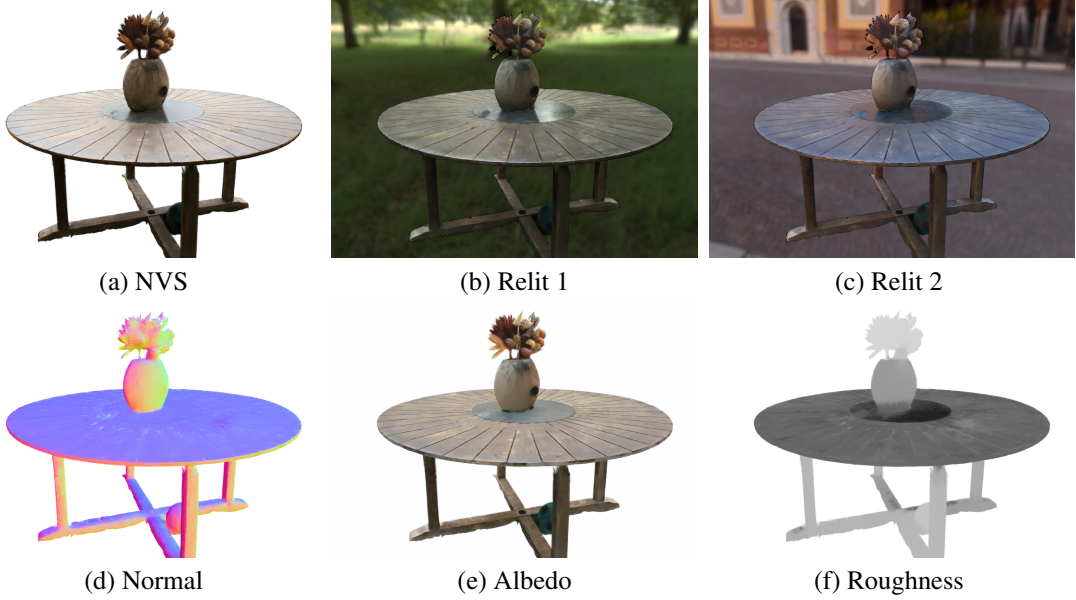 (a) NVS
(b) Relit 1
(c) Relit 2
(d) Normal
(e) Albedo
(f) Roughness